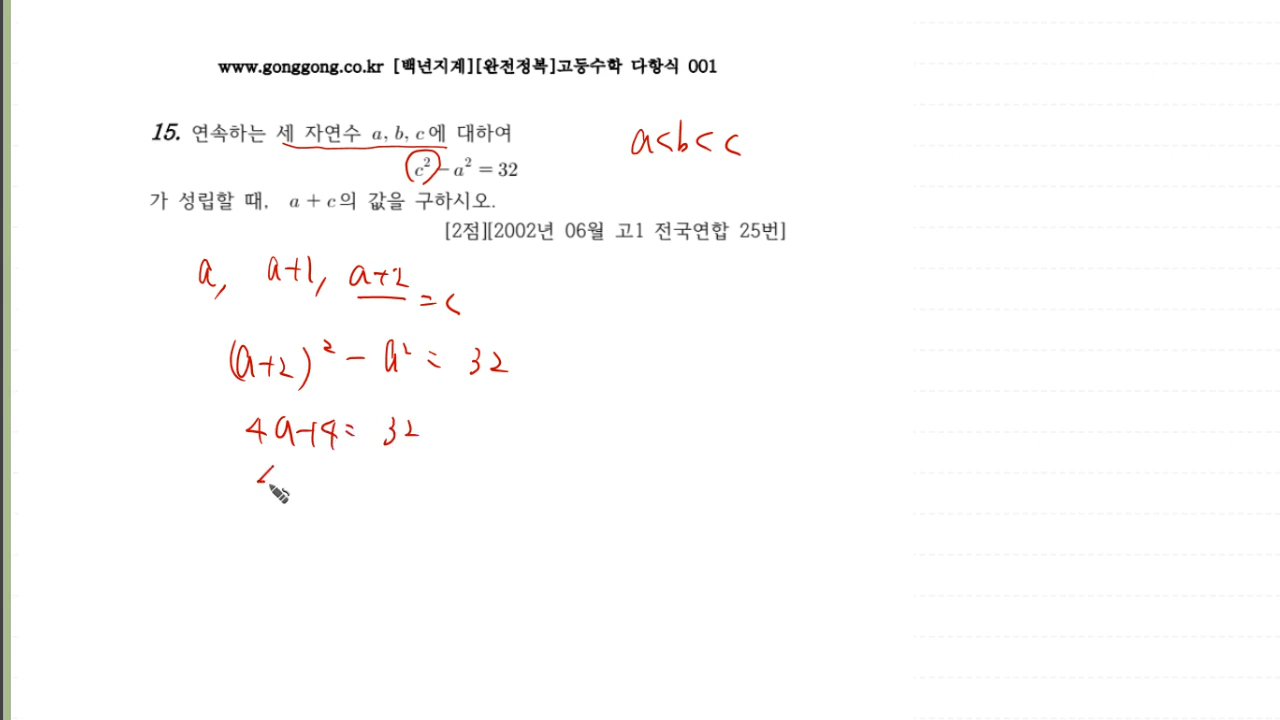 www.gonggong.co.kr [백년지계][완전정복]고등수학 다항식 001
15. 연속하는 세 자연수 a, b, c에 대하여
a<b<c
c² - a² = 32
가 성립할 때, a + c의 값을 구하시오.
[2점][2002년 06월 고1 전국연합 25번]
a, a+1, a+2 = c
(a+2)² - a² = 32
4a+4 = 32